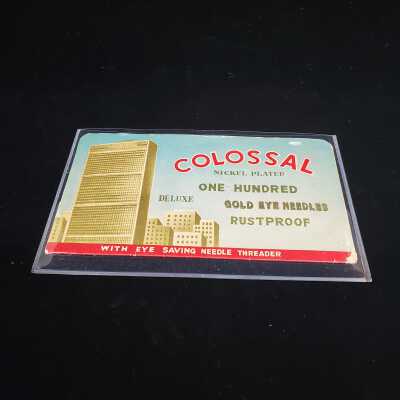 COLOSSAL
NICKEL PLATED
ONE HUNDRED
DELUXE
GOLD EYE NEEDLES
RUSTPROOF
WITH EYE SAVING NEEDLE THREADER